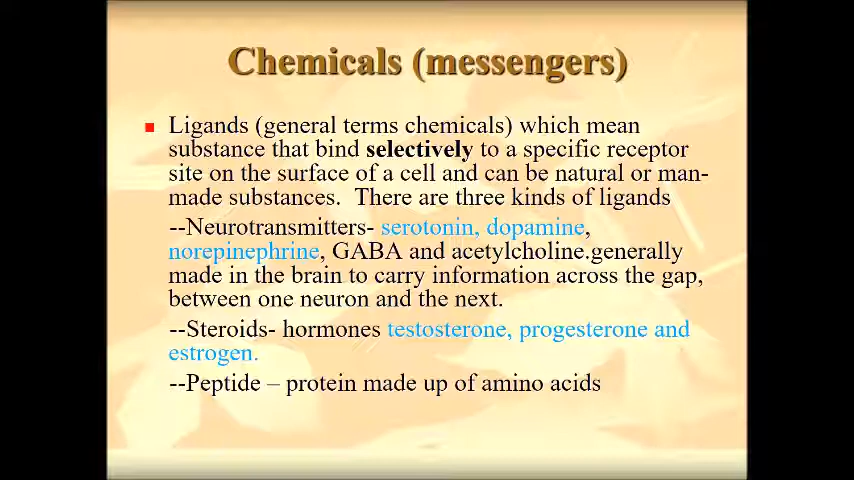 Chemicals (messengers)
Ligands (general terms chemicals) which mean
substance that bind selectively to a specific receptor
site on the surface of a cell and can be natural or man-
made substances.  There are three kinds of ligands
--Neurotransmitters- serotonin, dopamine,
norepinephrine, GABA and acetylcholine.generally
made in the brain to carry information across the gap,
between one neuron and the next.
--Steroids- hormones testosterone, progesterone and
estrogen.
--Peptide – protein made up of amino acids